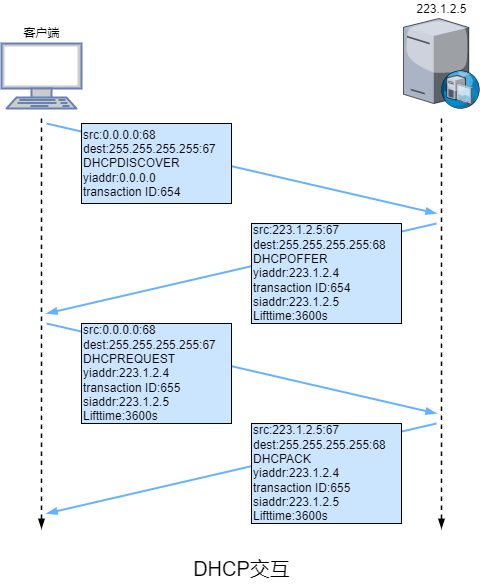 客户端
223.1.2.5
src:0.0.0.0:68
dest:255.255.255.255:67
DHCPDISCOVER
yiaddr:0.0.0.0
transaction ID:654
src:223.1.2.5:67
dest:255.255.255.255:68
DHCPOFFER
yiaddr:223.1.2.4
transaction ID:654
siaddr:223.1.2.5
Lifttime:3600s
src:0.0.0.0:68
dest:255.255.255.255:67
DHCPREQUEST
yiaddr:223.1.2.4
transaction ID:655
siaddr:223.1.2.5
Lifttime:3600s
src:223.1.2.5:67
dest:255.255.255.255:68
DHCPACK
yiaddr:223.1.2.4
transaction ID:655
siaddr:223.1.2.5
Lifttime:3600s
DHCP交互